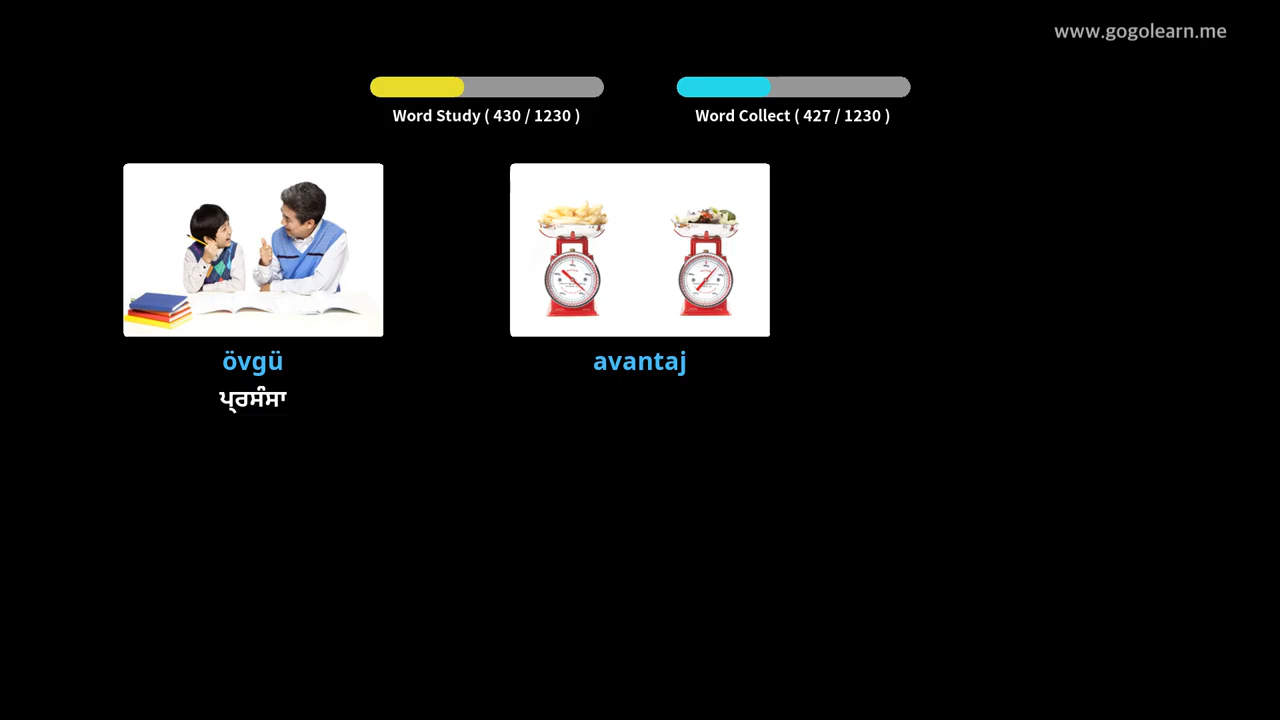 www.gogolearn.me
Word Study ( 430 / 1230 )
Word Collect ( 427 / 1230 )
övgü
avantaj
ਪ੍ਰਸੰਸਾ